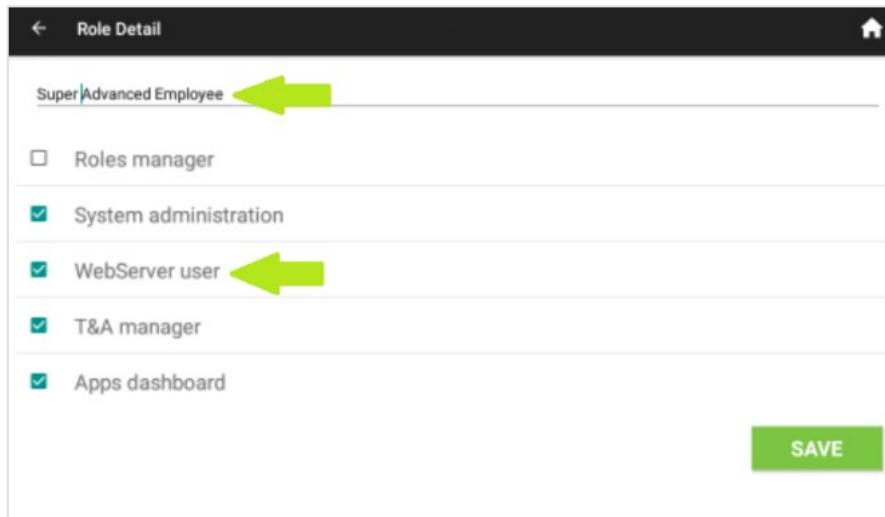 Role Detail
Super Advanced Employee
Roles manager
System administration
WebServer user
T&A manager
Apps dashboard
SAVE